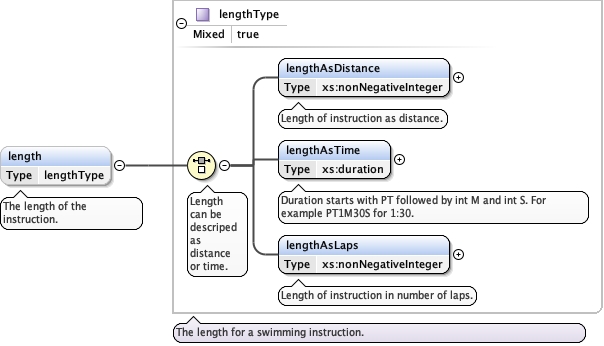 lengthType
Mixed true
lengthAsDistance
Type xs:nonNegativeInteger
Length of instruction as distance.
lengthAsTime
Type xs:duration
Duration starts with PT followed by int M and int S. For
example PT1M30S for 1:30.
length
Type lengthType
The length of the
instruction.
Length
can be
descriped
as
distance
or time.
lengthAsLaps
Type xs:nonNegativeInteger
Length of instruction in number of laps.
The length for a swimming instruction.